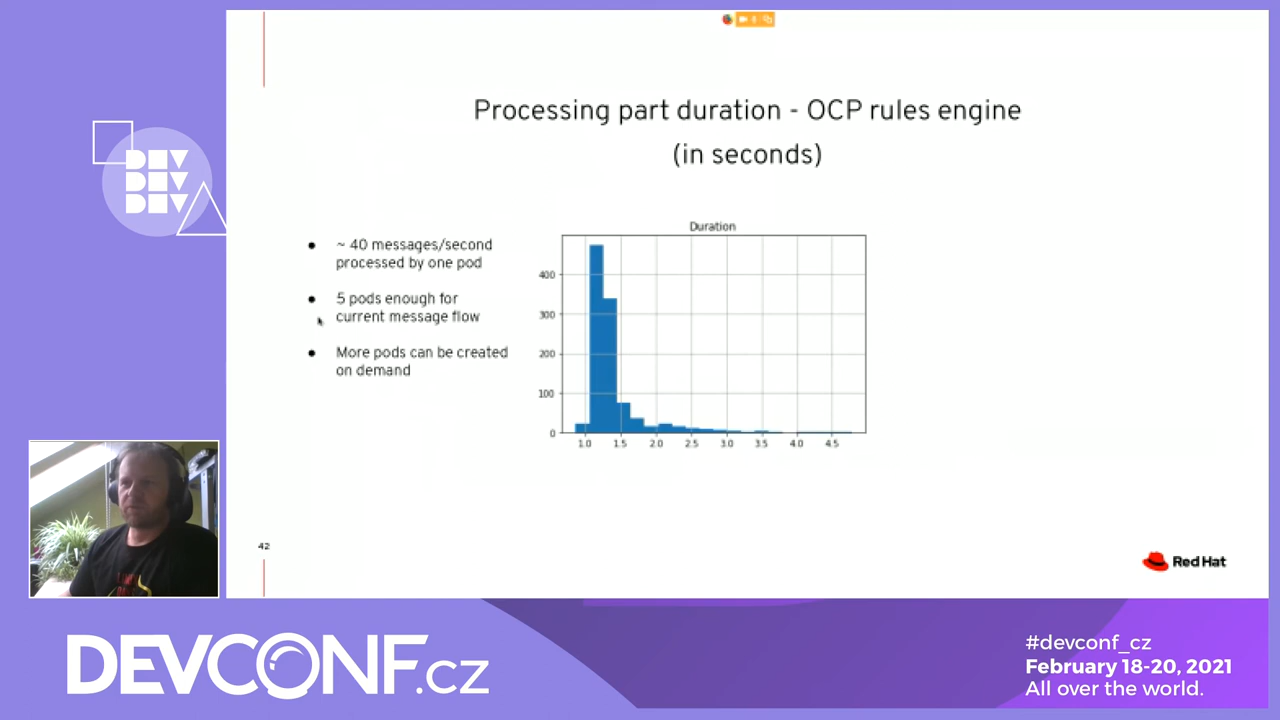 Processing part duration - OCP rules engine
(in seconds)
DEV
DEV
DEV
~ 40 messages/second
processed by one pod
5 pods enough for
current message flow
More pods can be created
on demand
Duration
400
300
200
100
0
1.0 1.5 2.0 2.5 3.0 3.5 4.0 4.5
42
Red Hat
DEVCONF.cz
#devconf_cz
February 18-20, 2021
All over the world.